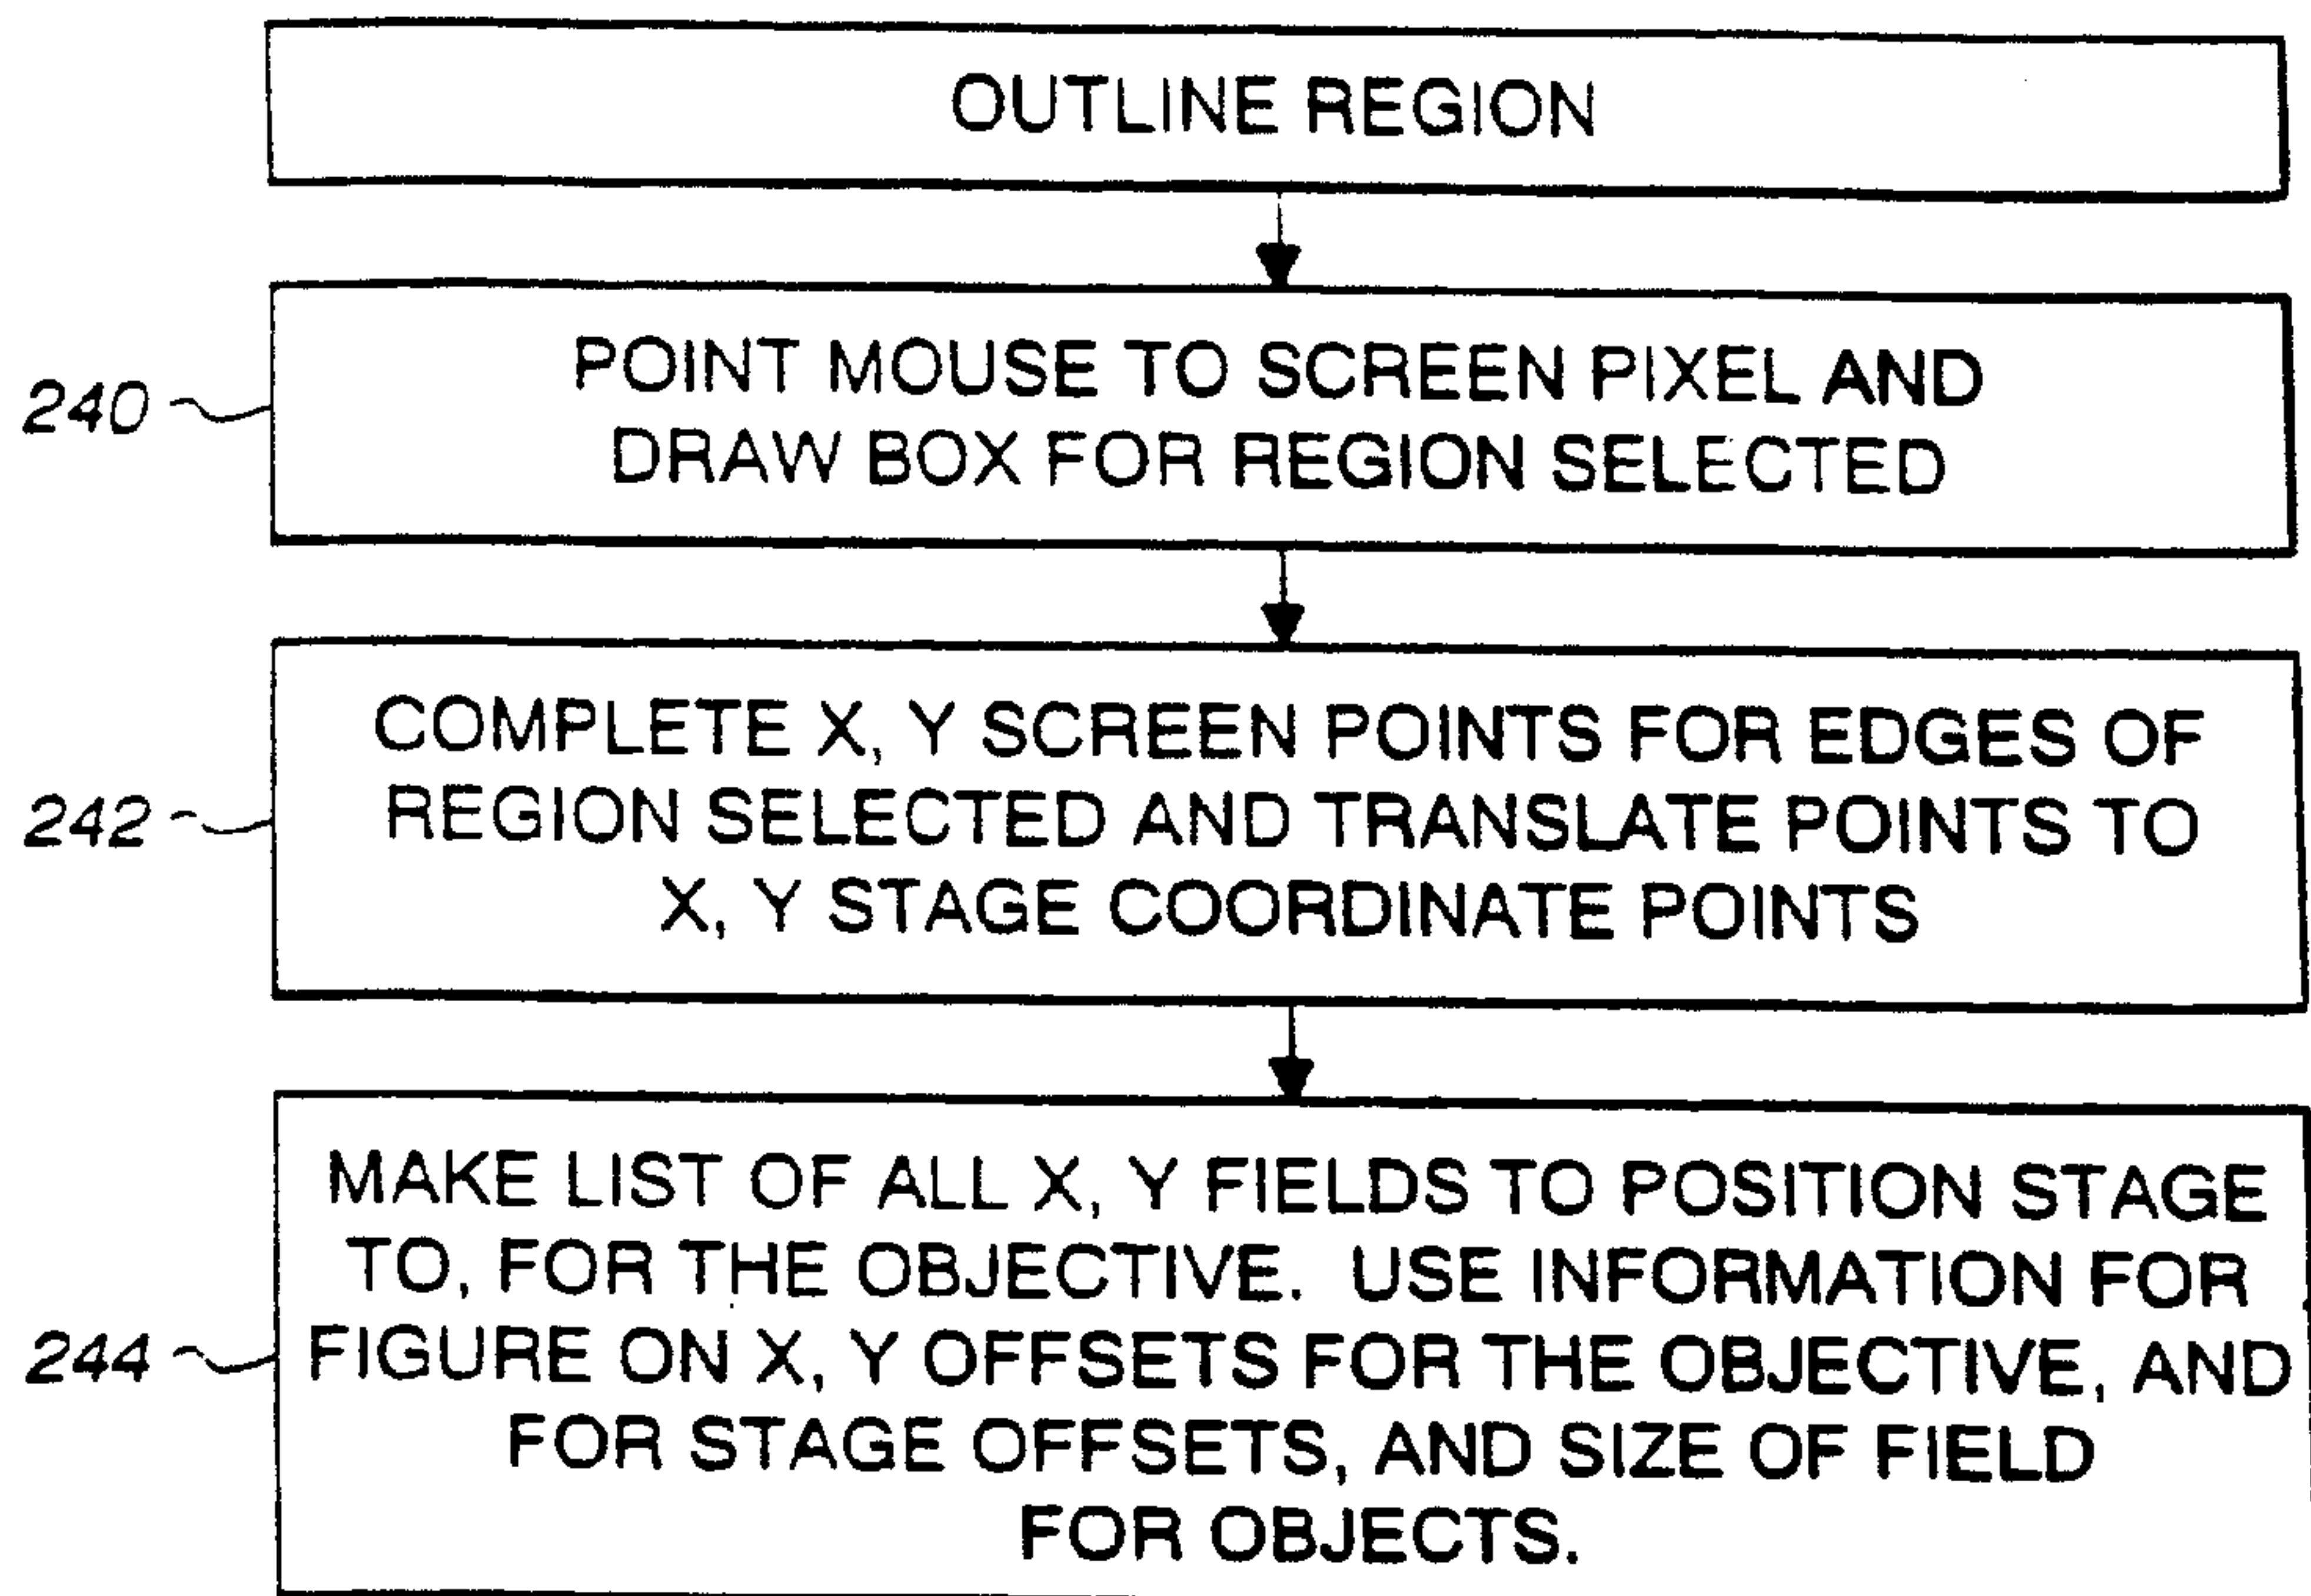 OUTLINE REGION
240
POINT MOUSE TO SCREEN PIXEL AND
DRAW BOX FOR REGION SELECTED
242
COMPLETE X, Y SCREEN POINTS FOR EDGES OF
REGION SELECTED AND TRANSLATE POINTS TO
X, Y STAGE COORDINATE POINTS
244
MAKE LIST OF ALL X, Y FIELDS TO POSITION STAGE
TO, FOR THE OBJECTIVE. USE INFORMATION FOR
FIGURE ON X, Y OFFSETS FOR THE OBJECTIVE, AND
FOR STAGE OFFSETS, AND SIZE OF FIELD
FOR OBJECTS.